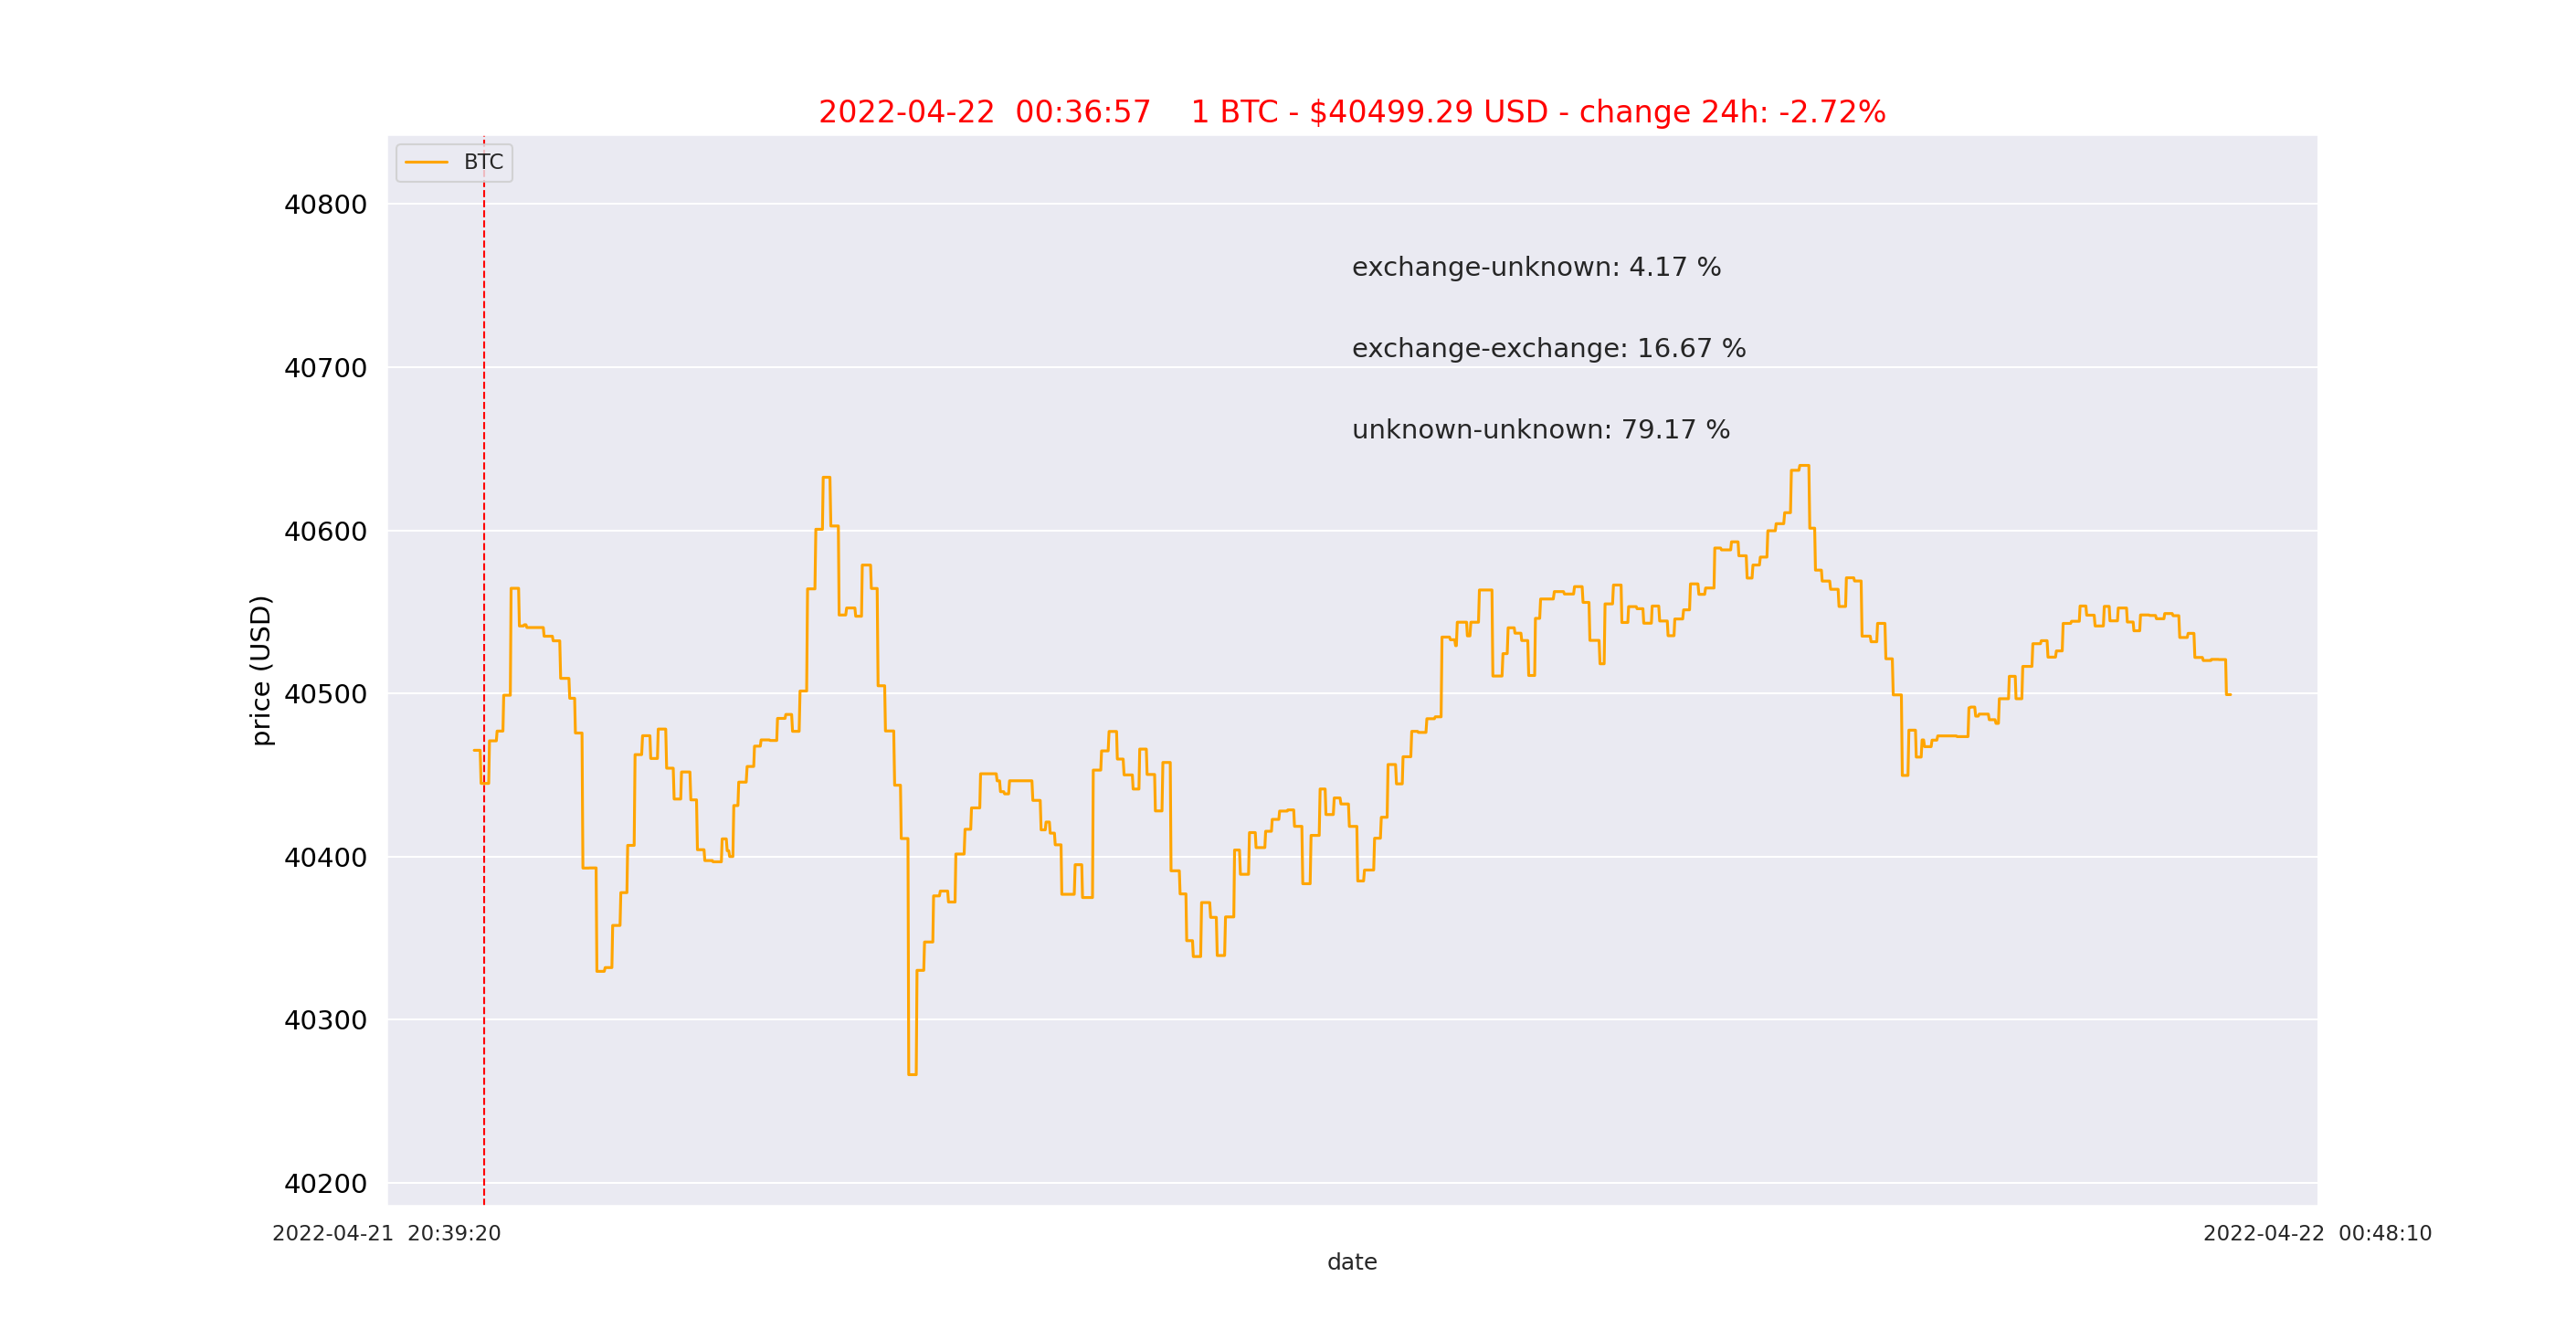 2022-04-22  00:36:57    1 BTC - $40499.29 USD - change 24h: -2.72%
BTC
40800
exchange-unknown: 4.17 %
exchange-exchange: 16.67 %
40700
unknown-unknown: 79.17 %
40600
price (USD)
40500
40400
40300
40200
2022-04-21  20:39:20
2022-04-22  00:48:10
date